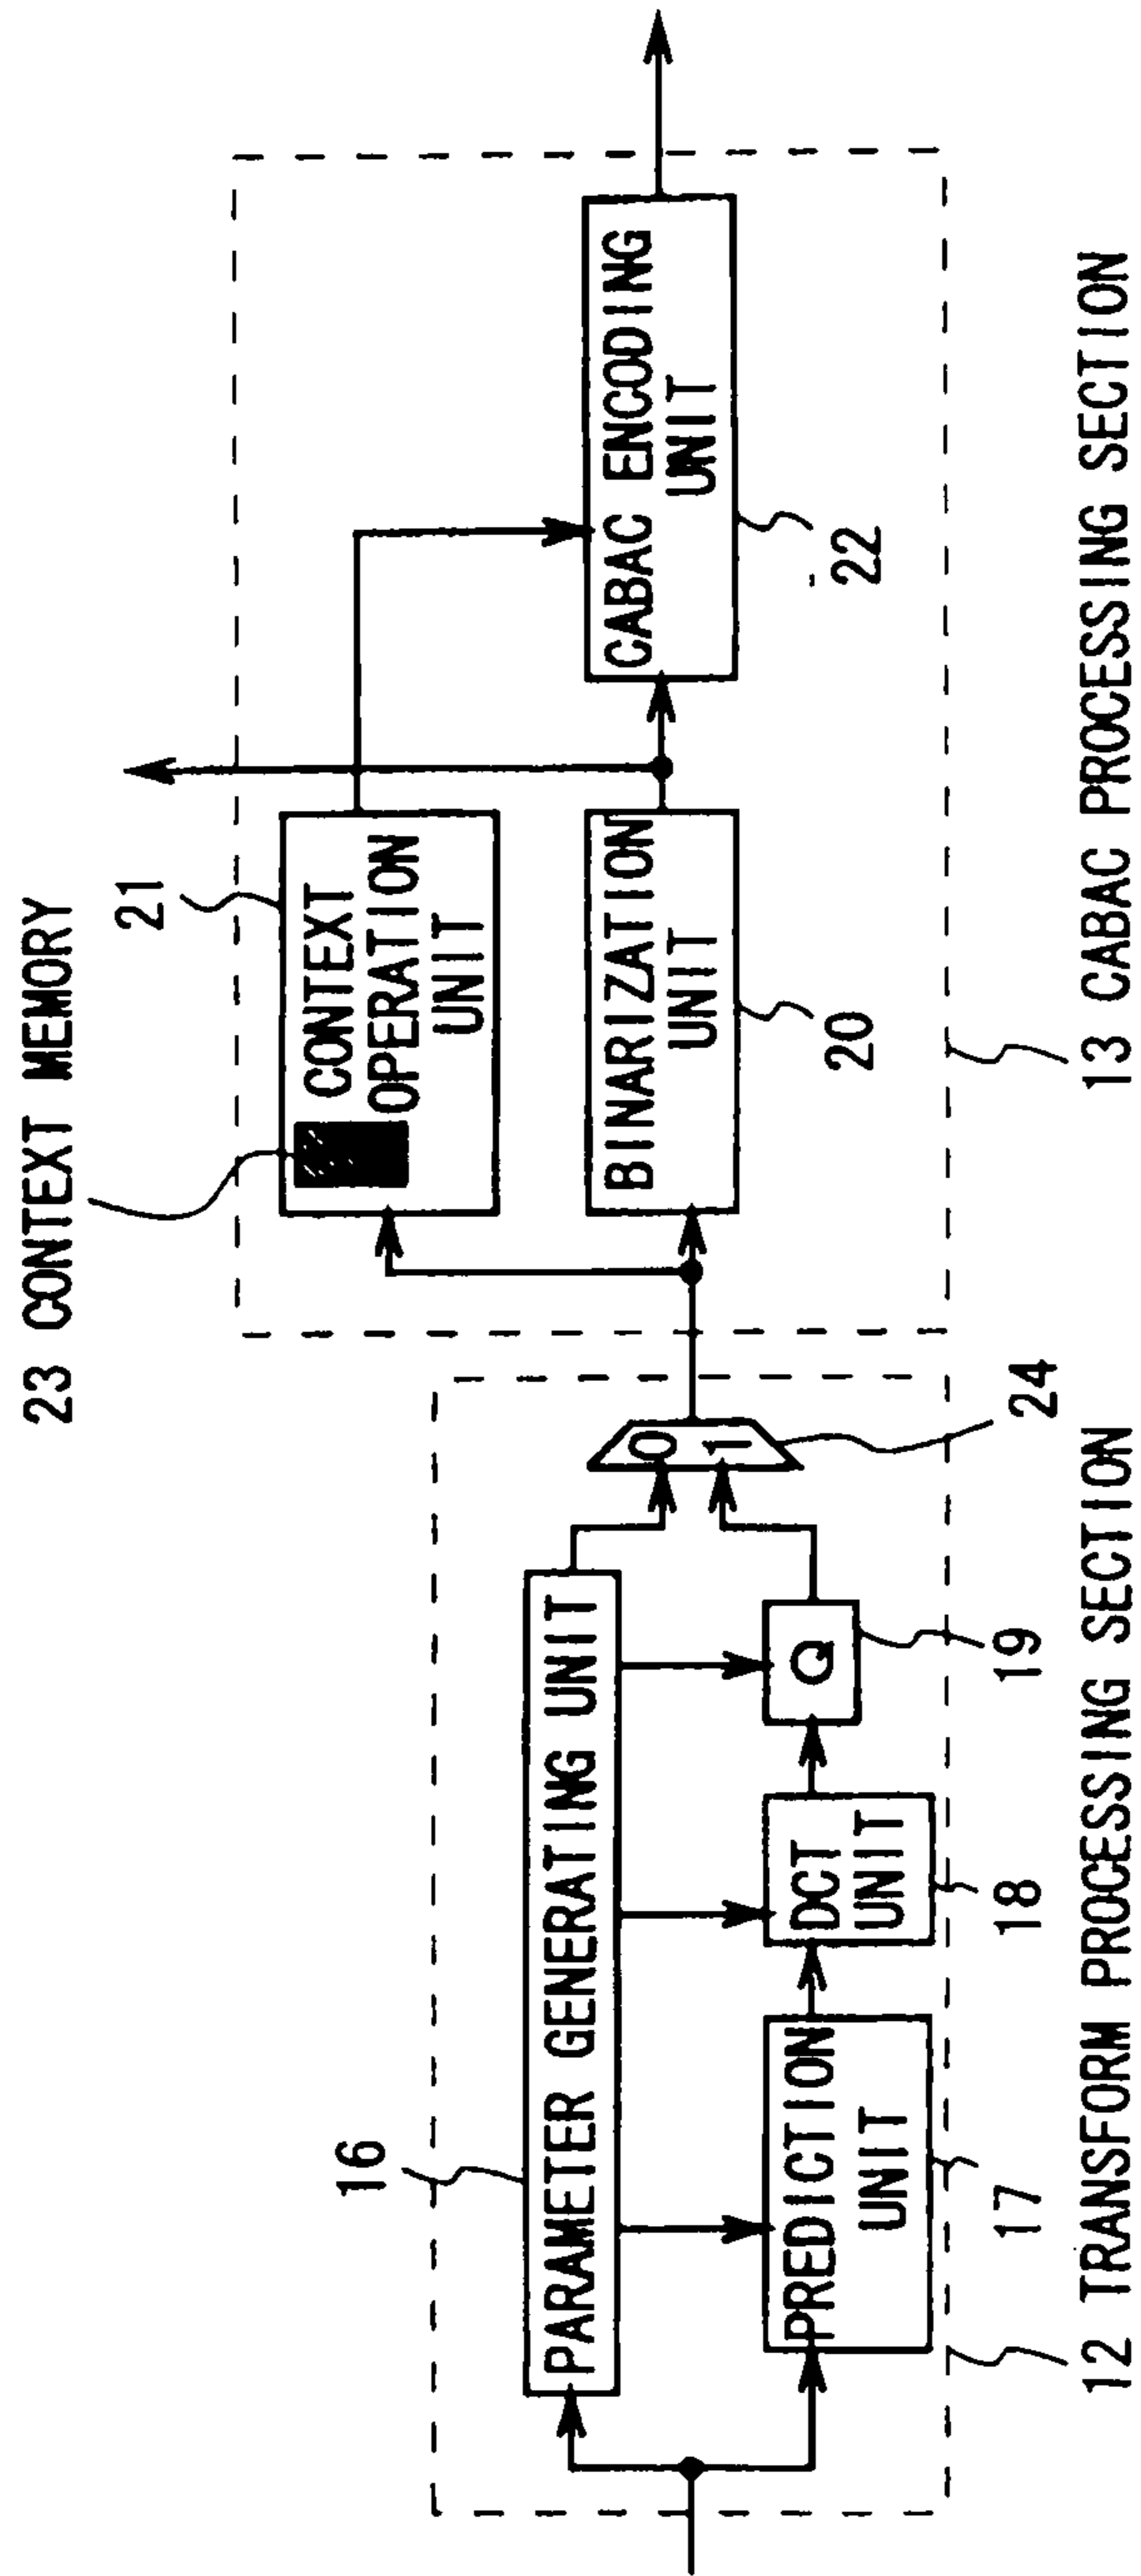 23 CONTEXT MEMORY
21
CONTEXT
OPERATION
UNIT
16
PARAMETER GENERATING UNIT
0
1
24
BINARIZATION
UNIT
20
CABAC ENCODING
UNIT
22
PREDICTION
UNIT
17
DCT
UNIT
18
Q
19
12 TRANSFORM PROCESSING SECTION
13 CABAC PROCESSING SECTION